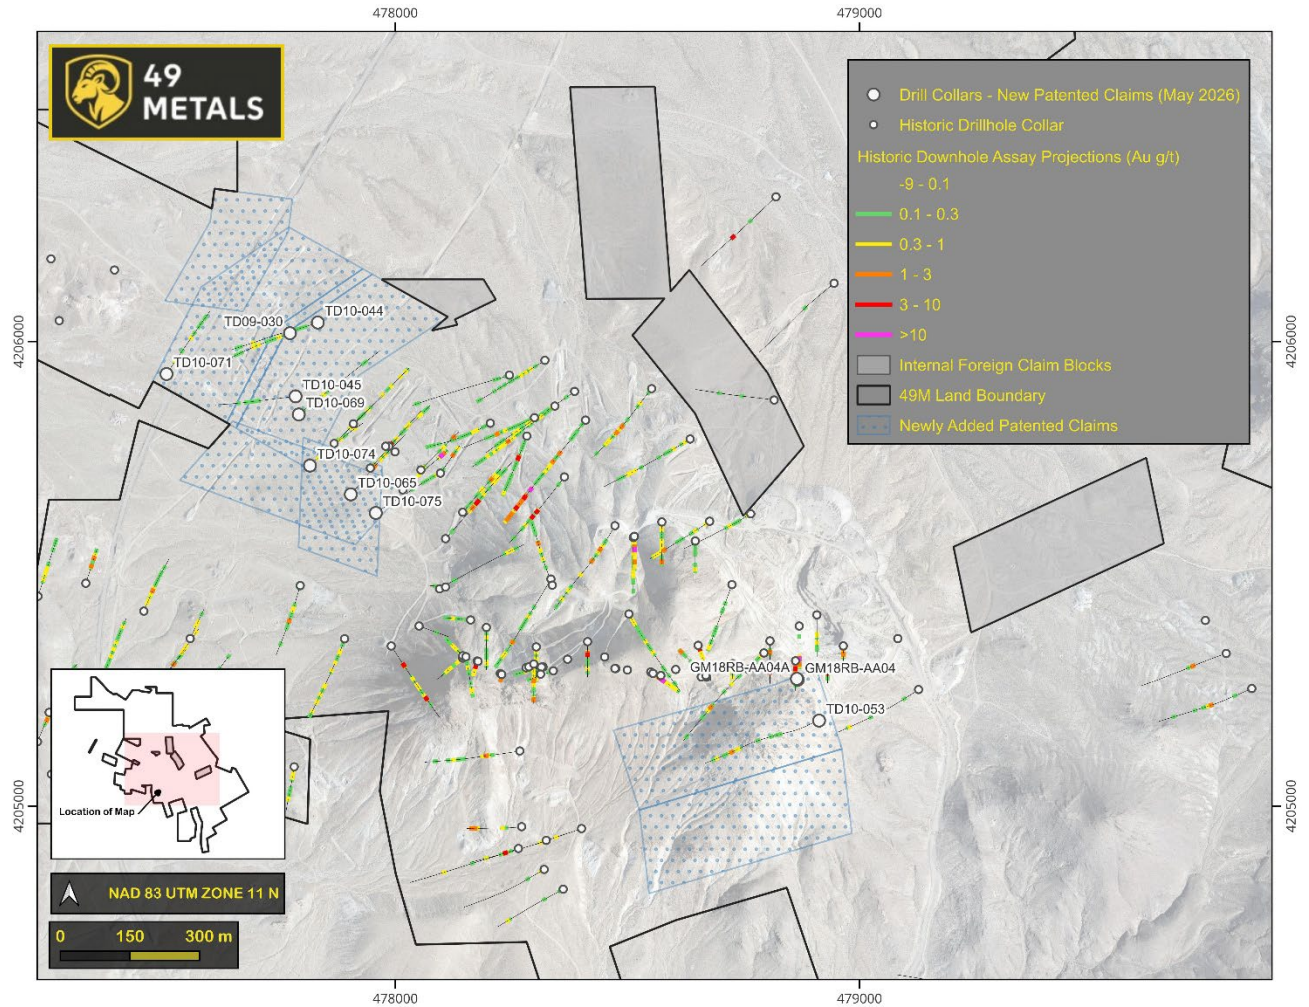 478000
479000
49
METALS
Drill Collars - New Patented Claims (May 2026)
Historic Drillhole Collar
Historic Downhole Assay Projections (Au g/t)
-9 - 0.1
0.1 - 0.3
0.3 - 1
1 - 3
3 - 10
>10
Internal Foreign Claim Blocks
49M Land Boundary
Newly Added Patented Claims
4206000
4206000
TD10-044
TD09-030
TD10-071
TD10-045
TD10-069
TD10-074
TD10-065
TD10-075
GM18RB-AA04A
GM18RB-AA04
TD10-053
4205000
4205000
Location of Map
NAD 83 UTM ZONE 11 N
0 150 300 m
478000
479000